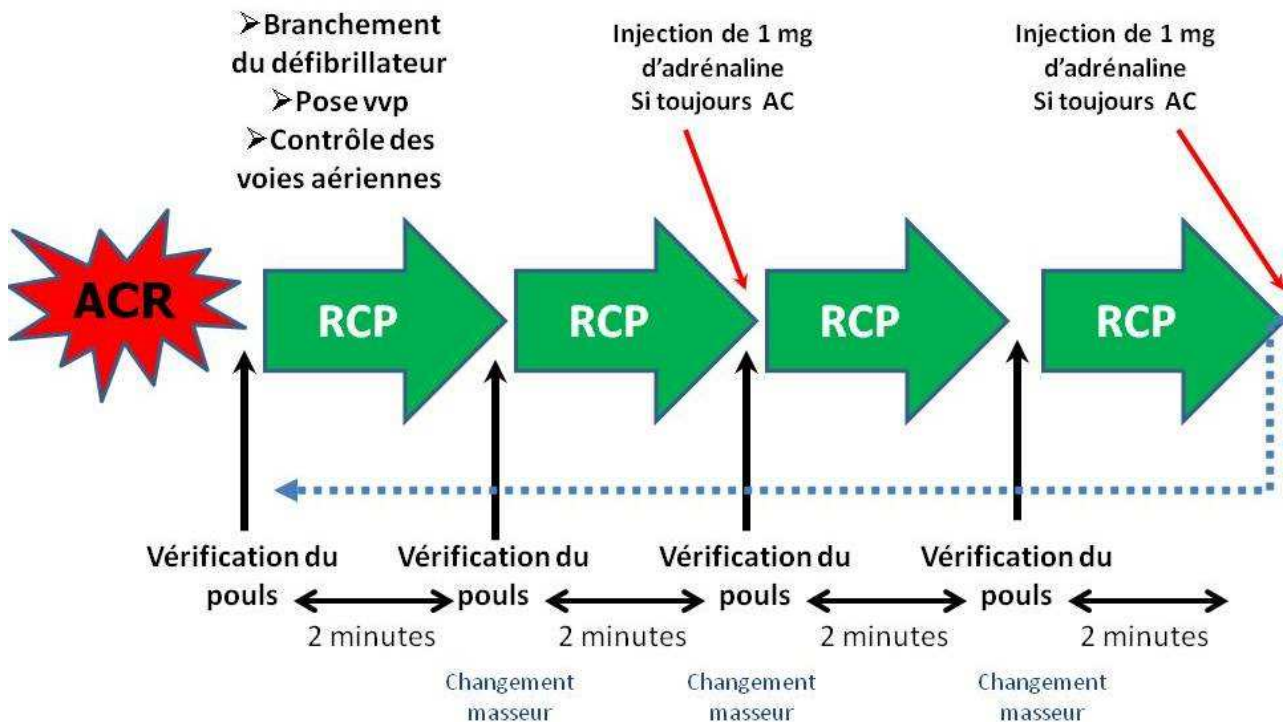 ➢Branchement
du défibrillateur
➢Pose vvp
➢Contrôle des
voies aériennes
Injection de 1 mg
d'adrénaline
Si toujours AC
Injection de 1 mg
d'adrénaline
Si toujours AC
ACR
RCP
RCP
RCP
RCP
Vérification du
pouls
Vérification du
pouls
Vérification du
pouls
Vérification du
pouls
2 minutes
2 minutes
2 minutes
2 minutes
Changement
masseur
Changement
masseur
Changement
masseur